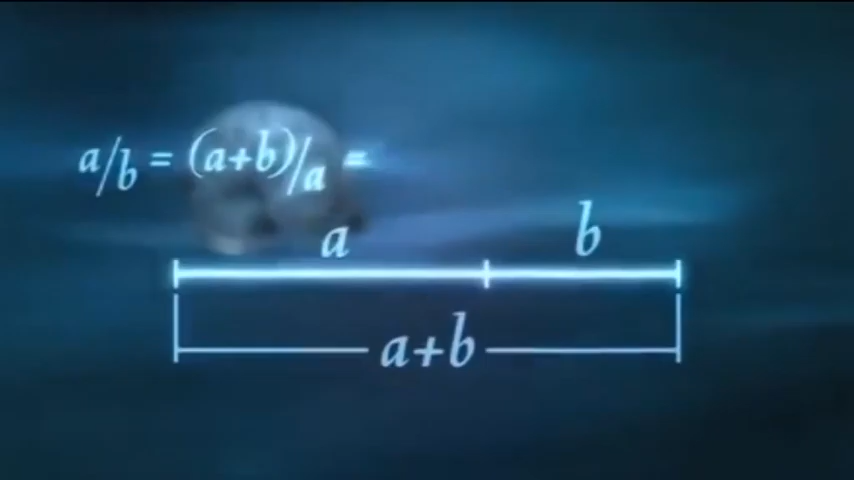 a/b = (a+b)/a =
a b
a+b